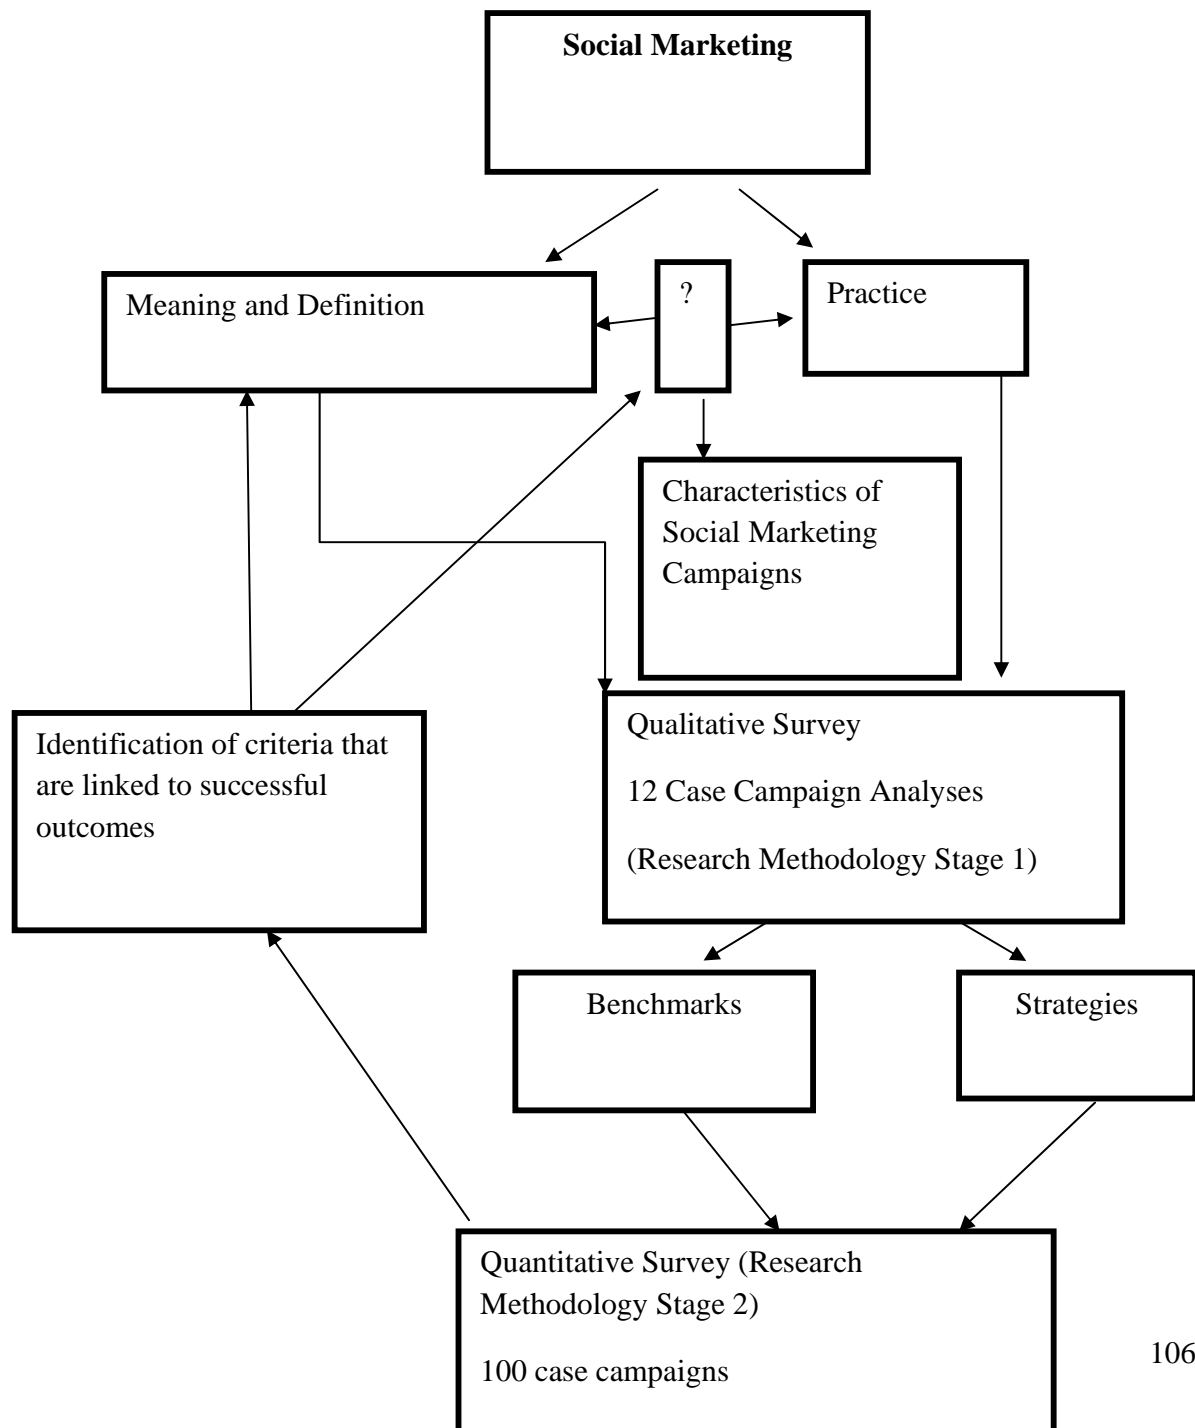 Social Marketing
Meaning and Definition
?
Practice
Characteristics of
Social Marketing
Campaigns
Identification of criteria that
are linked to successful
outcomes
Qualitative Survey
12 Case Campaign Analyses
(Research Methodology Stage 1)
Benchmarks
Strategies
Quantitative Survey (Research
Methodology Stage 2)
100 case campaigns
106